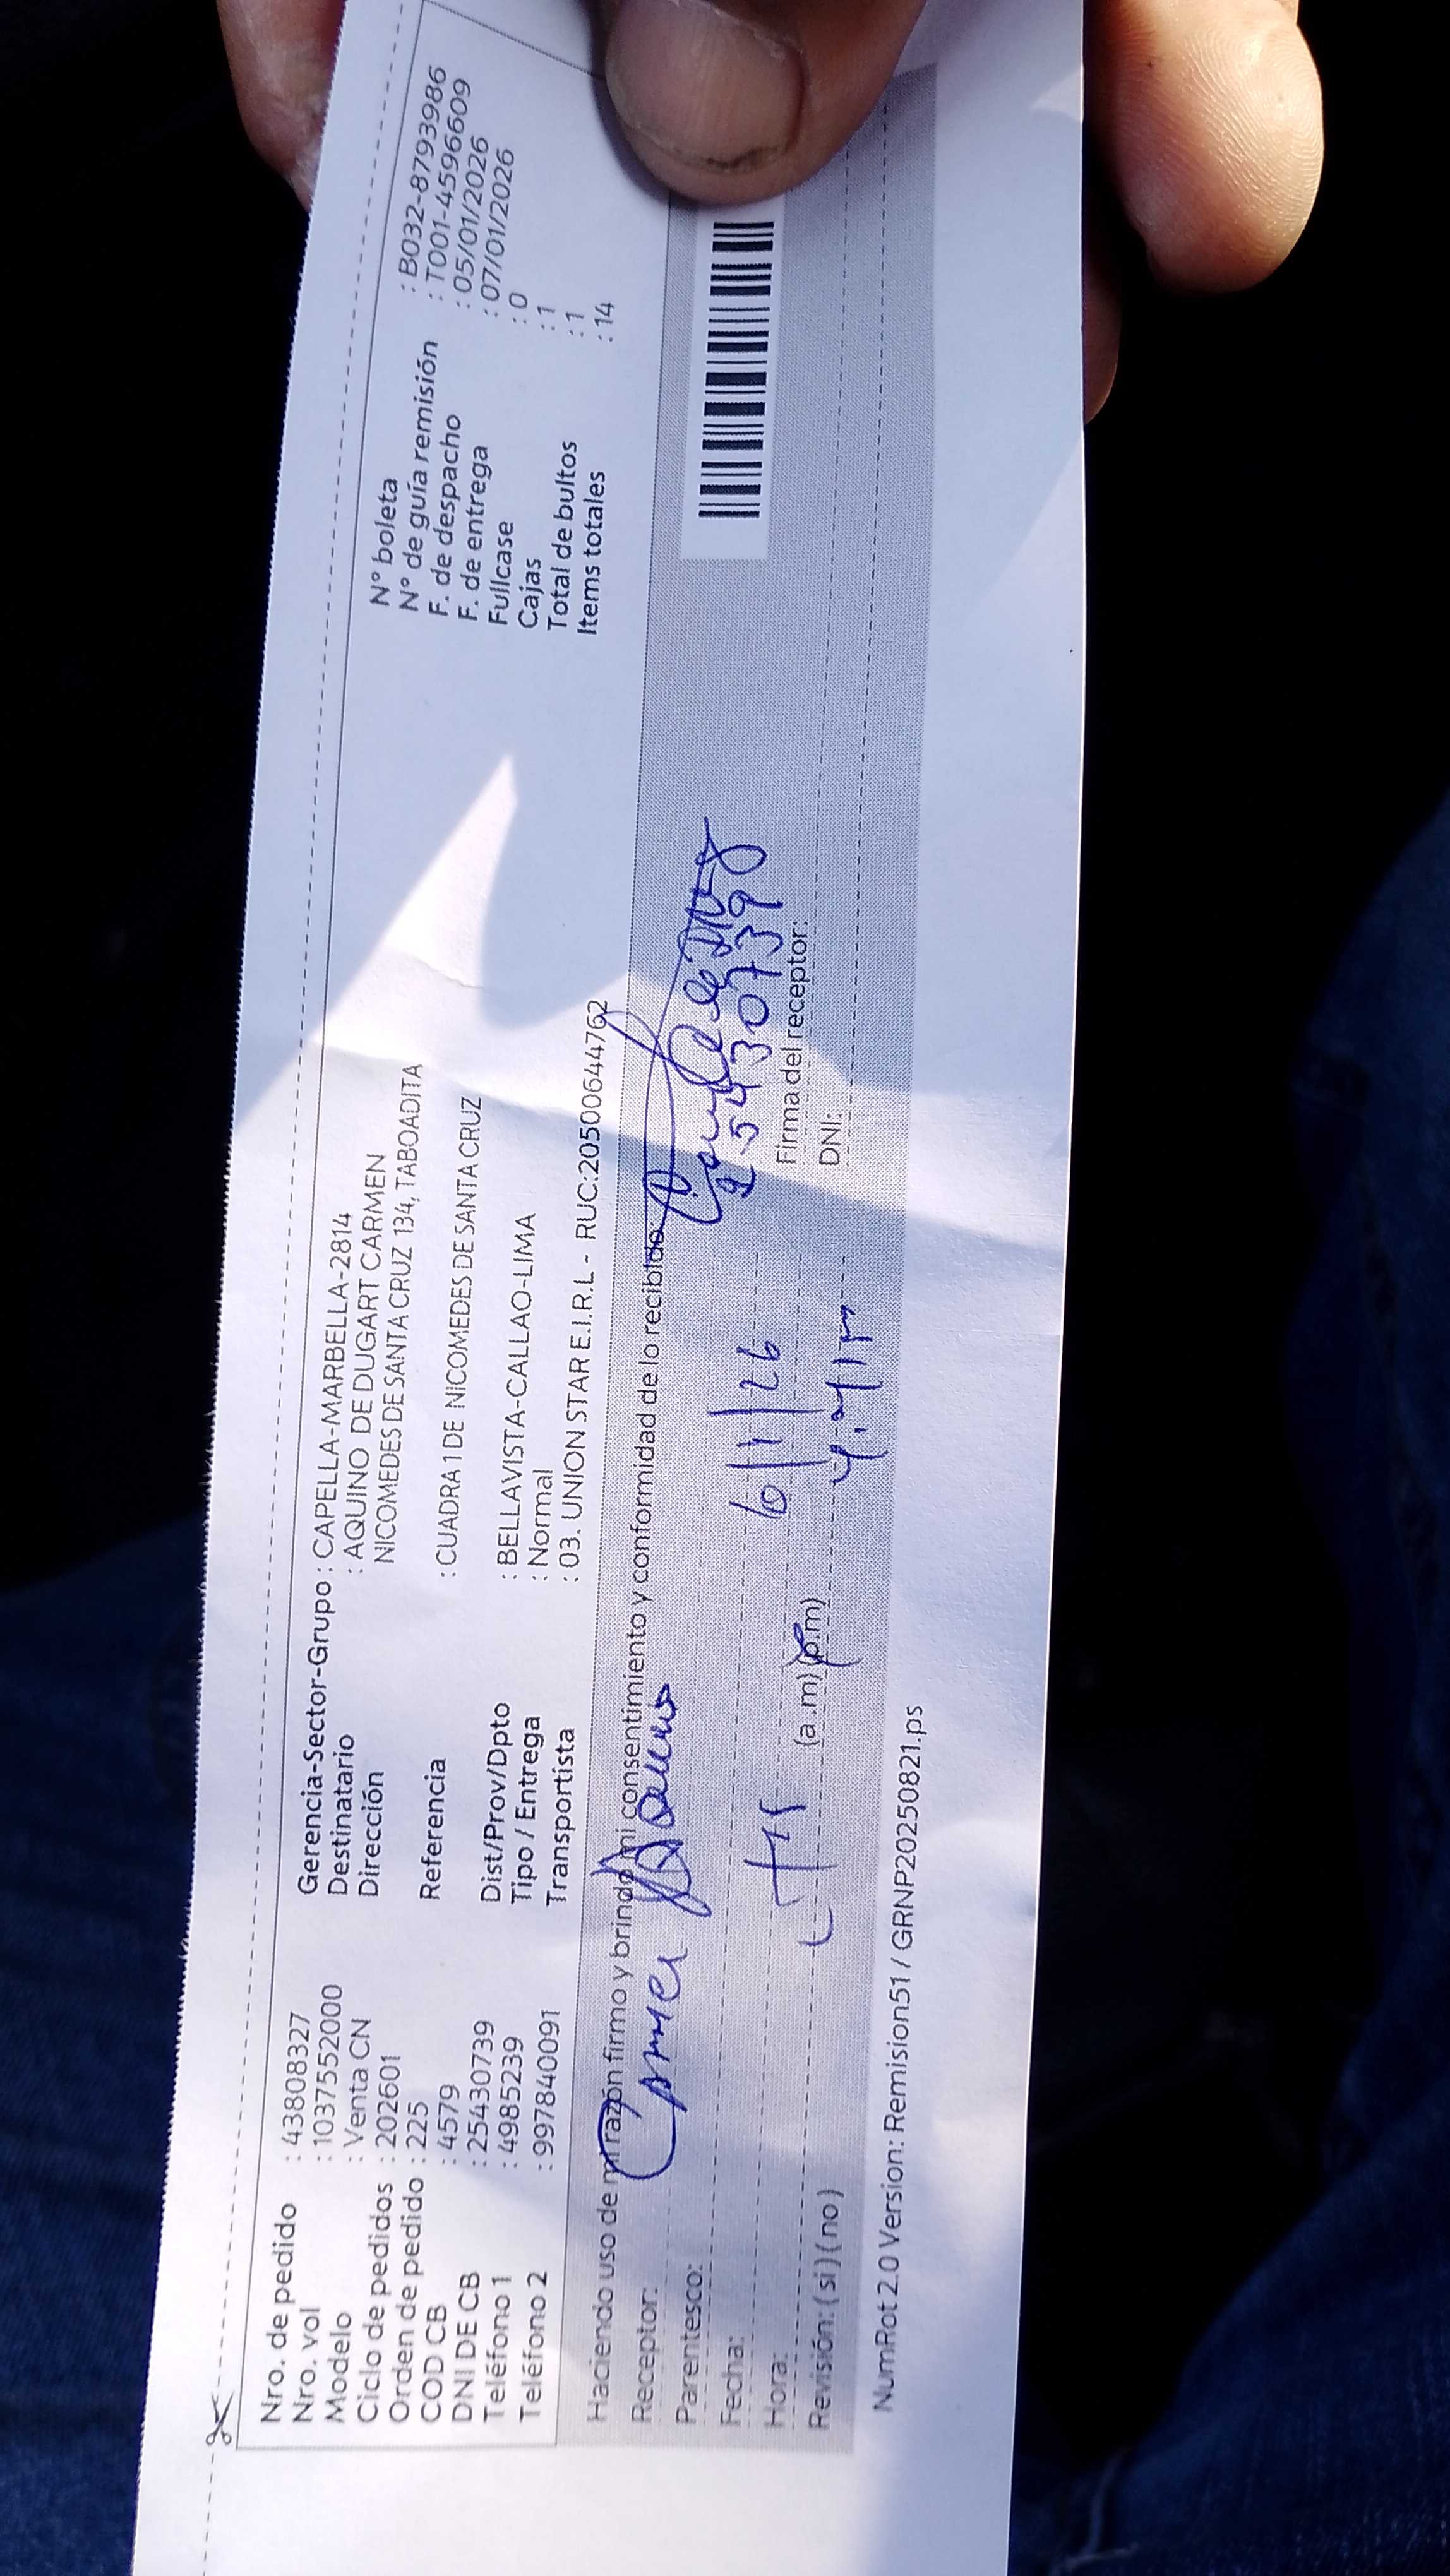 Nro. de pedido : 43808327
Nro. vol : 1037552000
Modelo : Venta CN
Ciclo de pedidos : 202601
Orden de pedido : 225
COD CB : 4579
DNI DE CB : 25430739
Teléfono 1 : 4985239
Teléfono 2 : 997840091
Gerencia-Sector-Grupo : CAPELLA-MARBELLA-2814
Destinatario : AQUINO DE DUGART CARMEN
Dirección NICOMEDES DE SANTA CRUZ 134, TABOADITA
Referencia : CUADRA 1 DE NICOMEDES DE SANTA CRUZ
Dist/Prov/Dpto : BELLAVISTA-CALLAO-LIMA
Tipo / Entrega : Normal
Transportista : 03. UNION STAR E.I.R.L - RUC:20500644762
N° boleta : B032-8793986
N° de guía remisión : T001-4596609
F. de despacho : 05/01/2026
F. de entrega : 07/01/2026
Fullcase : 0
Cajas : 1
Total de bultos : 1
Items totales : 14
Haciendo uso de mi razón firmo y brindo mi consentimiento y conformidad de lo recibido:
Receptor:
Parentesco:
Fecha:
Hora: (a.m) (p.m)
Revisión: ( si ) ( no )
Firma del receptor:
DNI:
NumRot 2.0 Version: Remision51 / GRNP20250821.ps